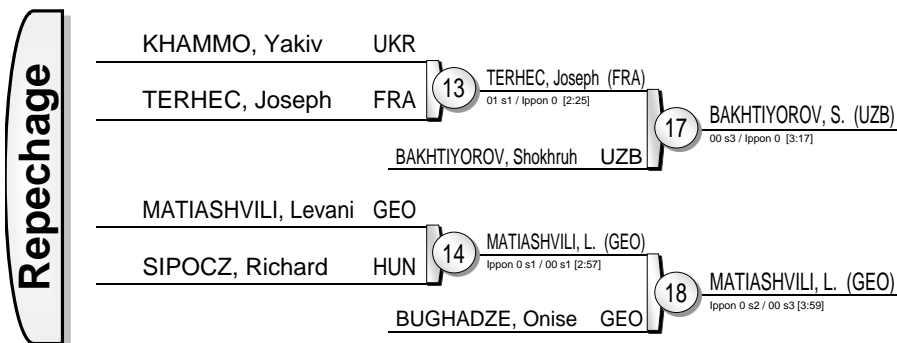 Repechage
KHAMMO, Yakiv UKR
TERHEC, Joseph FRA
13
TERHEC, Joseph (FRA)
01 s1 / Ippon 0 [2:25]
BAKHTIYOROV, Shokhruh UZB
17
BAKHTIYOROV, S. (UZB)
00 s3 / Ippon 0 [3:17]
MATIASHVILI, Levani GEO
SIPOCZ, Richard HUN
14
MATIASHVILI, L. (GEO)
Ippon 0 s1 / 00 s1 [2:57]
BUGHADZE, Onise GEO
18
MATIASHVILI, L. (GEO)
Ippon 0 s2 / 00 s3 [3:59]